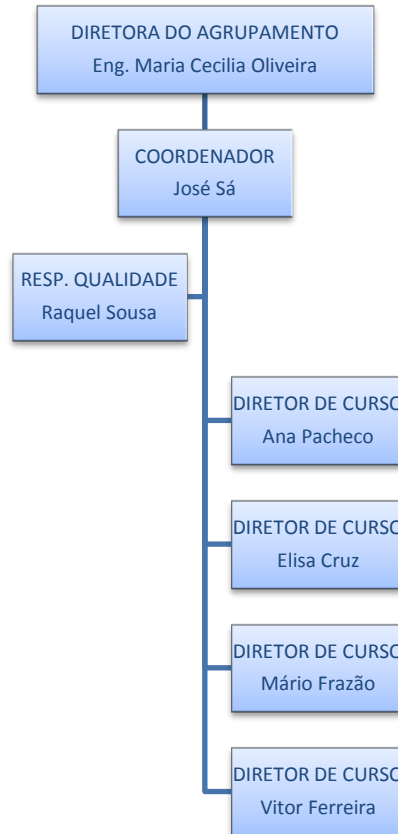 DIRETORA DO AGRUPAMENTO
Eng. Maria Cecilia Oliveira
COORDENADOR
José Sá
RESP. QUALIDADE
Raquel Sousa
DIRETOR DE CURSO
Ana Pacheco
DIRETOR DE CURSO
Elisa Cruz
DIRETOR DE CURSO
Mário Frazão
DIRETOR DE CURSO
Vitor Ferreira